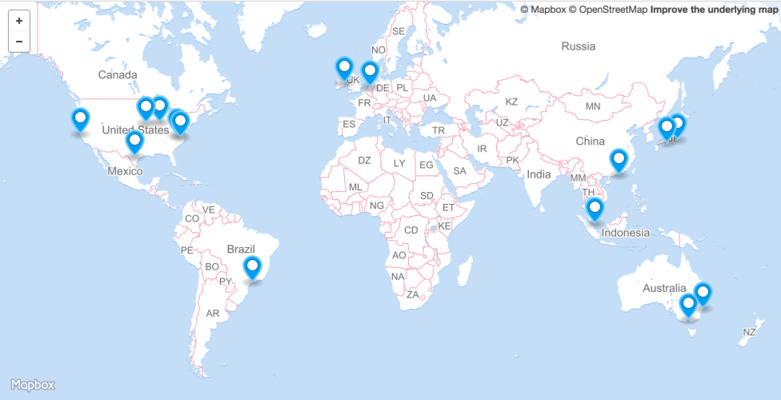 +
© Mapbox © OpenStreetMap Improve the underlying map
−
SE
NO
Russia
Canada
UK
DE
PL
UA
FR
KZ
MN
United States
IT
ES
TR
UZ
China
IR
PK
DZ
LY
EG
SA
India
Mexico
MM
TH
ML
NG
SD
ET
VE
CO
KE
CD
Indonesia
PE
Brazil
BO
AO
PY
NA
ZA
Australia
AR
NZ
Mapbox